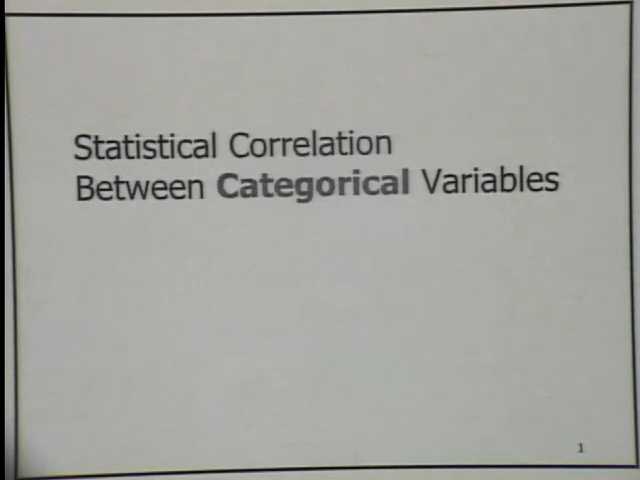 Statistical Correlation
Between Categorical Variables
1